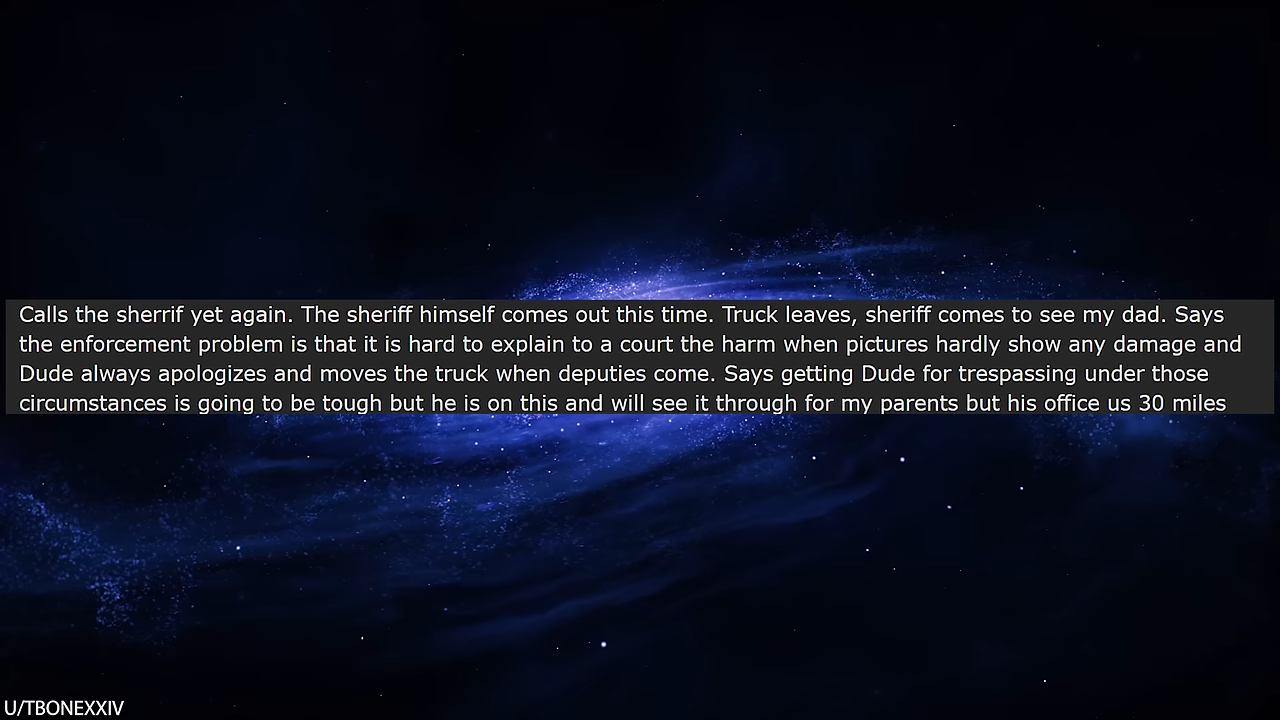 Calls the sherrif yet again. The sheriff himself comes out this time. Truck leaves, sheriff comes to see my dad. Says
the enforcement problem is that it is hard to explain to a court the harm when pictures hardly show any damage and
Dude always apologizes and moves the truck when deputies come. Says getting Dude for trespassing under those
circumstances is going to be tough but he is on this and will see it through for my parents but his office us 30 miles
U/TBONEXXIV